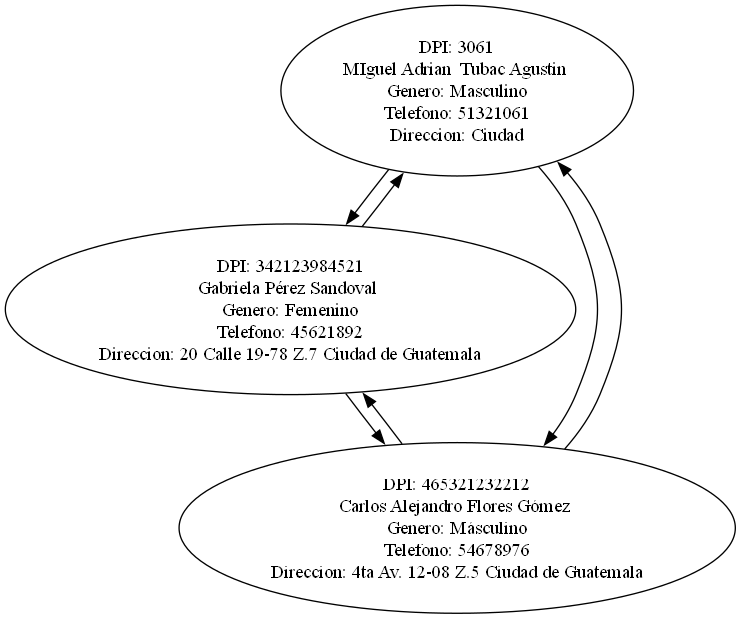 DPI: 3061
MIguel Adrian  Tubac Agustin
Genero: Masculino
Telefono: 51321061
Direccion: Ciudad
DPI: 342123984521
Gabriela Pérez Sandoval
Genero: Femenino
Telefono: 45621892
Direccion: 20 Calle 19-78 Z.7 Ciudad de Guatemala
DPI: 465321232212
Carlos Alejandro Flores Gómez
Genero: Másculino
Telefono: 54678976
Direccion: 4ta Av. 12-08 Z.5 Ciudad de Guatemala